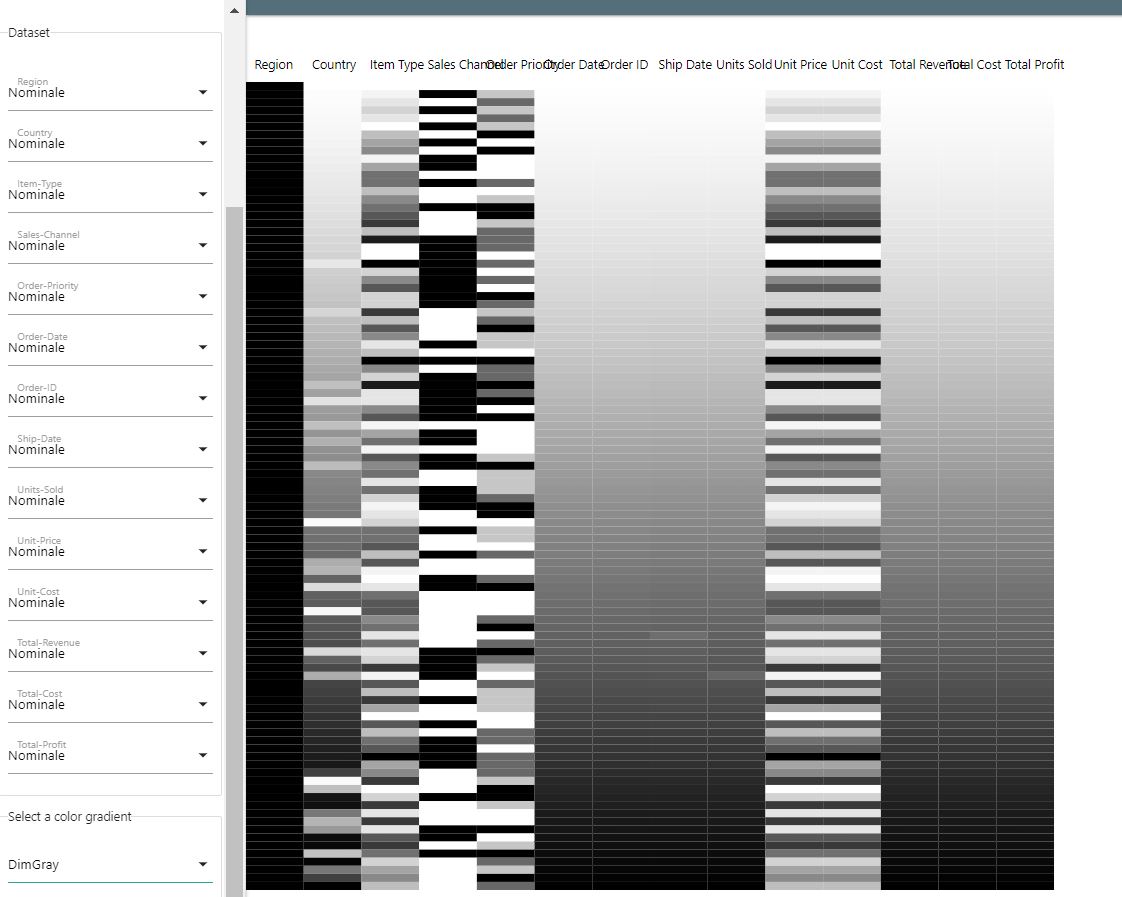 Dataset
Region
Nominale
Country
Nominale
Item-Type
Nominale
Sales-Channel
Nominale
Order-Priority
Nominale
Order-Date
Nominale
Order-ID
Nominale
Ship-Date
Nominale
Units-Sold
Nominale
Unit-Price
Nominale
Unit-Cost
Nominale
Total-Revenue
Nominale
Total-Cost
Nominale
Total-Profit
Nominale
Select a color gradient
DimGray
Region Country Item Type Sales Channel Order Priority Order Date Order ID Ship Date Units Sold Unit Price Unit Cost Total Revenue Total Cost Total Profit